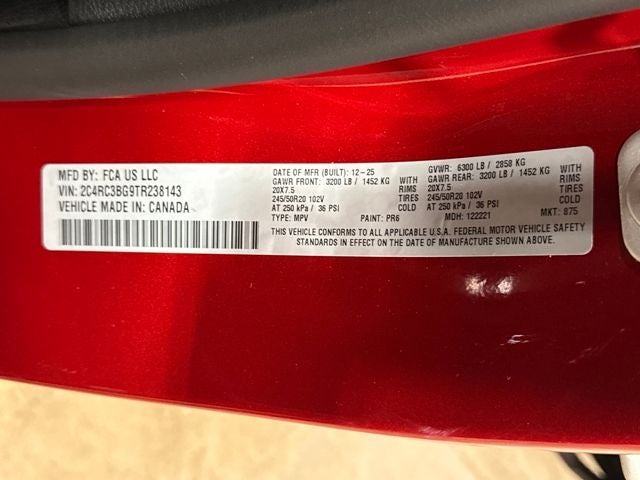 MFD BY: FCA US LLC
VIN: 2C4RC3BG9TR238143
VEHICLE MADE IN: CANADA
DATE OF MFR (BUILT): 12-25 GVWR: 6300 LB / 2858 KG
GAWR FRONT: 3200 LB / 1452 KG WITH GAWR REAR: 3200 LB / 1452 KG WITH
20X7.5 RIMS 20X7.5 RIMS
245/50R20 102V TIRES 245/50R20 102V TIRES
AT 250 kPa / 36 PSI COLD AT 250 kPa / 36 PSI COLD
TYPE: MPV PAINT: PR6 MDH: 122221 MKT: 875
THIS VEHICLE CONFORMS TO ALL APPLICABLE U.S.A. FEDERAL MOTOR VEHICLE SAFETY
STANDARDS IN EFFECT ON THE DATE OF MANUFACTURE SHOWN ABOVE.